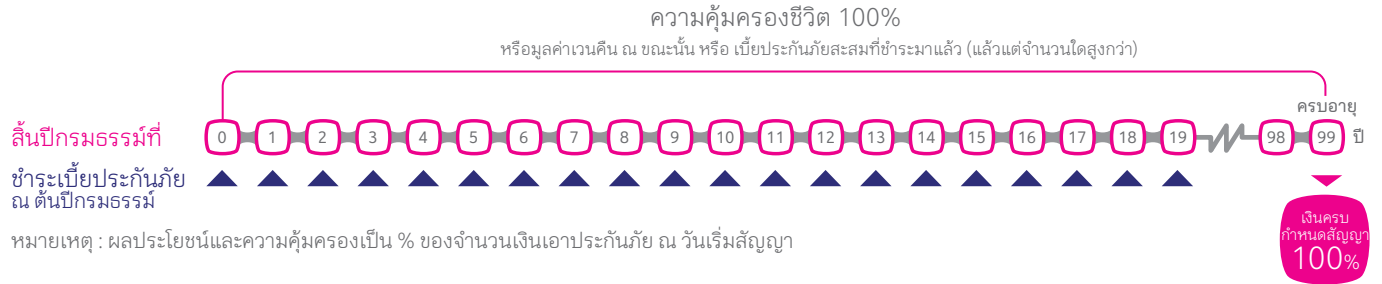 ความคุ้มครองชีวิต 100%
หรือมูลค่าเวนคืน ณ ขณะนั้น หรือ เบี้ยประกันภัยสะสมที่ชำระมาแล้ว (แล้วแต่จำนวนใดสูงกว่า)
ครบอายุ
สิ้นปีกรมธรรม์ที่ 0 1 2 3 4 5 6 7 8 9 10 11 12 13 14 15 16 17 18 19 98 99 ปี
ชำระเบี้ยประกันภัย
ณ ต้นปีกรมธรรม์
เงินครบ
กำหนดสัญญา
100%
หมายเหตุ : ผลประโยชน์และความคุ้มครองเป็น % ของจำนวนเงินเอาประกันภัย ณ วันเริ่มสัญญา